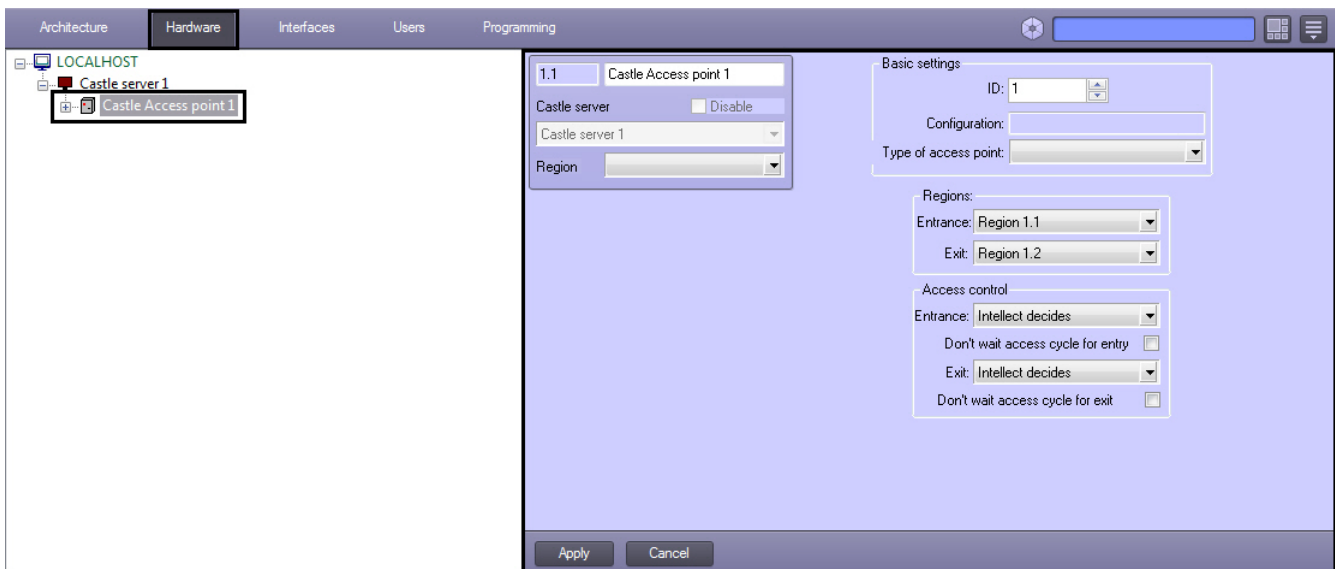 Architecture Hardware Interfaces Users Programming
LOCALHOST
Castle server 1
Castle Access point 1
1.1 Castle Access point 1
Castle server Disable
Castle server 1
Region
Basic settings
ID: 1
Configuration:
Type of access point:
Regions:
Entrance: Region 1.1
Exit: Region 1.2
Access control
Entrance: Intellect decides
Don't wait access cycle for entry
Exit: Intellect decides
Don't wait access cycle for exit
Apply Cancel